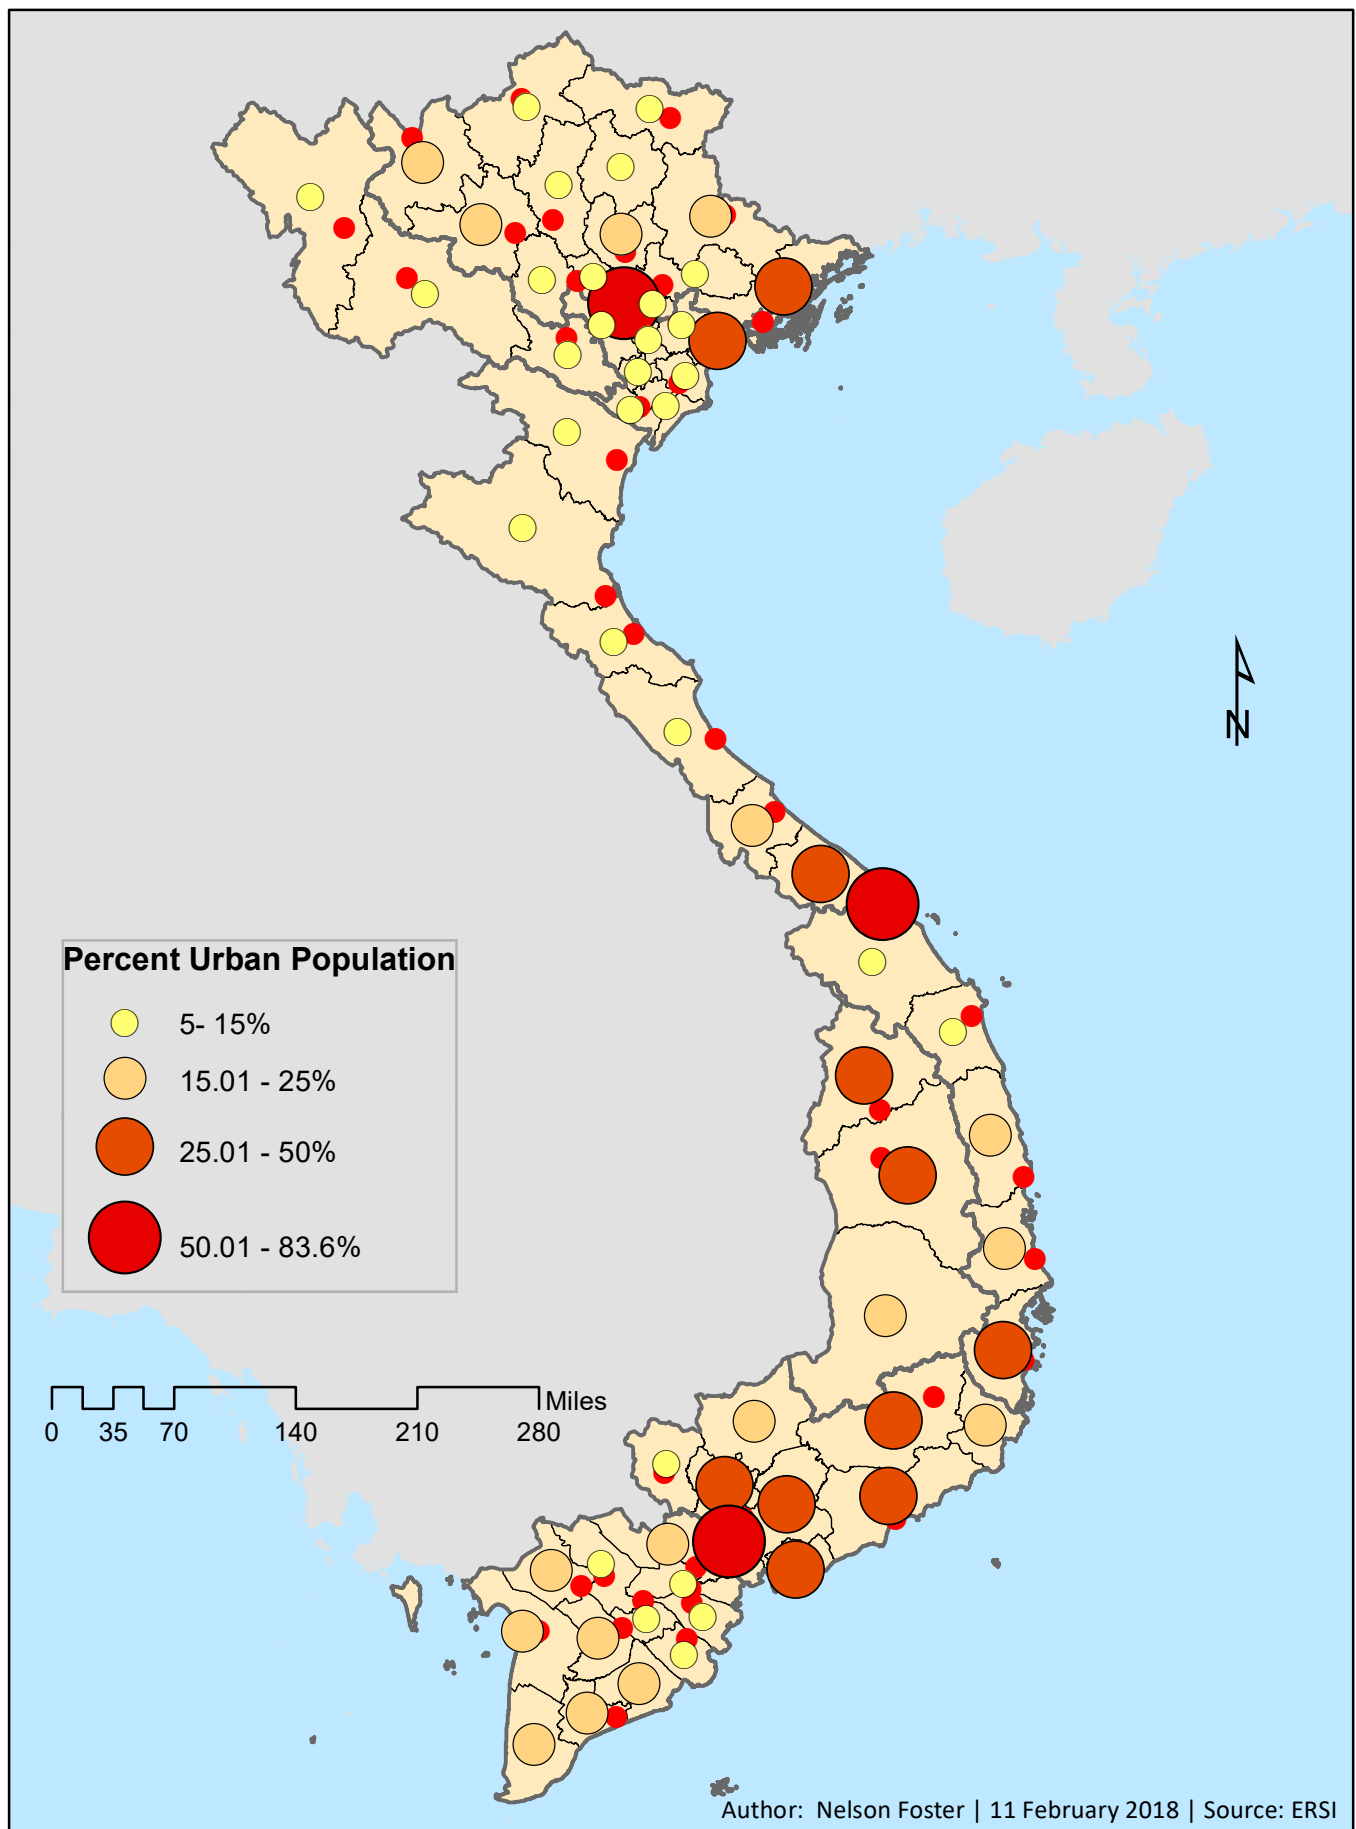 N
Percent Urban Population
5- 15%
15.01 - 25%
25.01 - 50%
50.01 - 83.6%
Miles
0 35 70 140 210 280
Author: Nelson Foster | 11 February 2018 | Source: ERSI